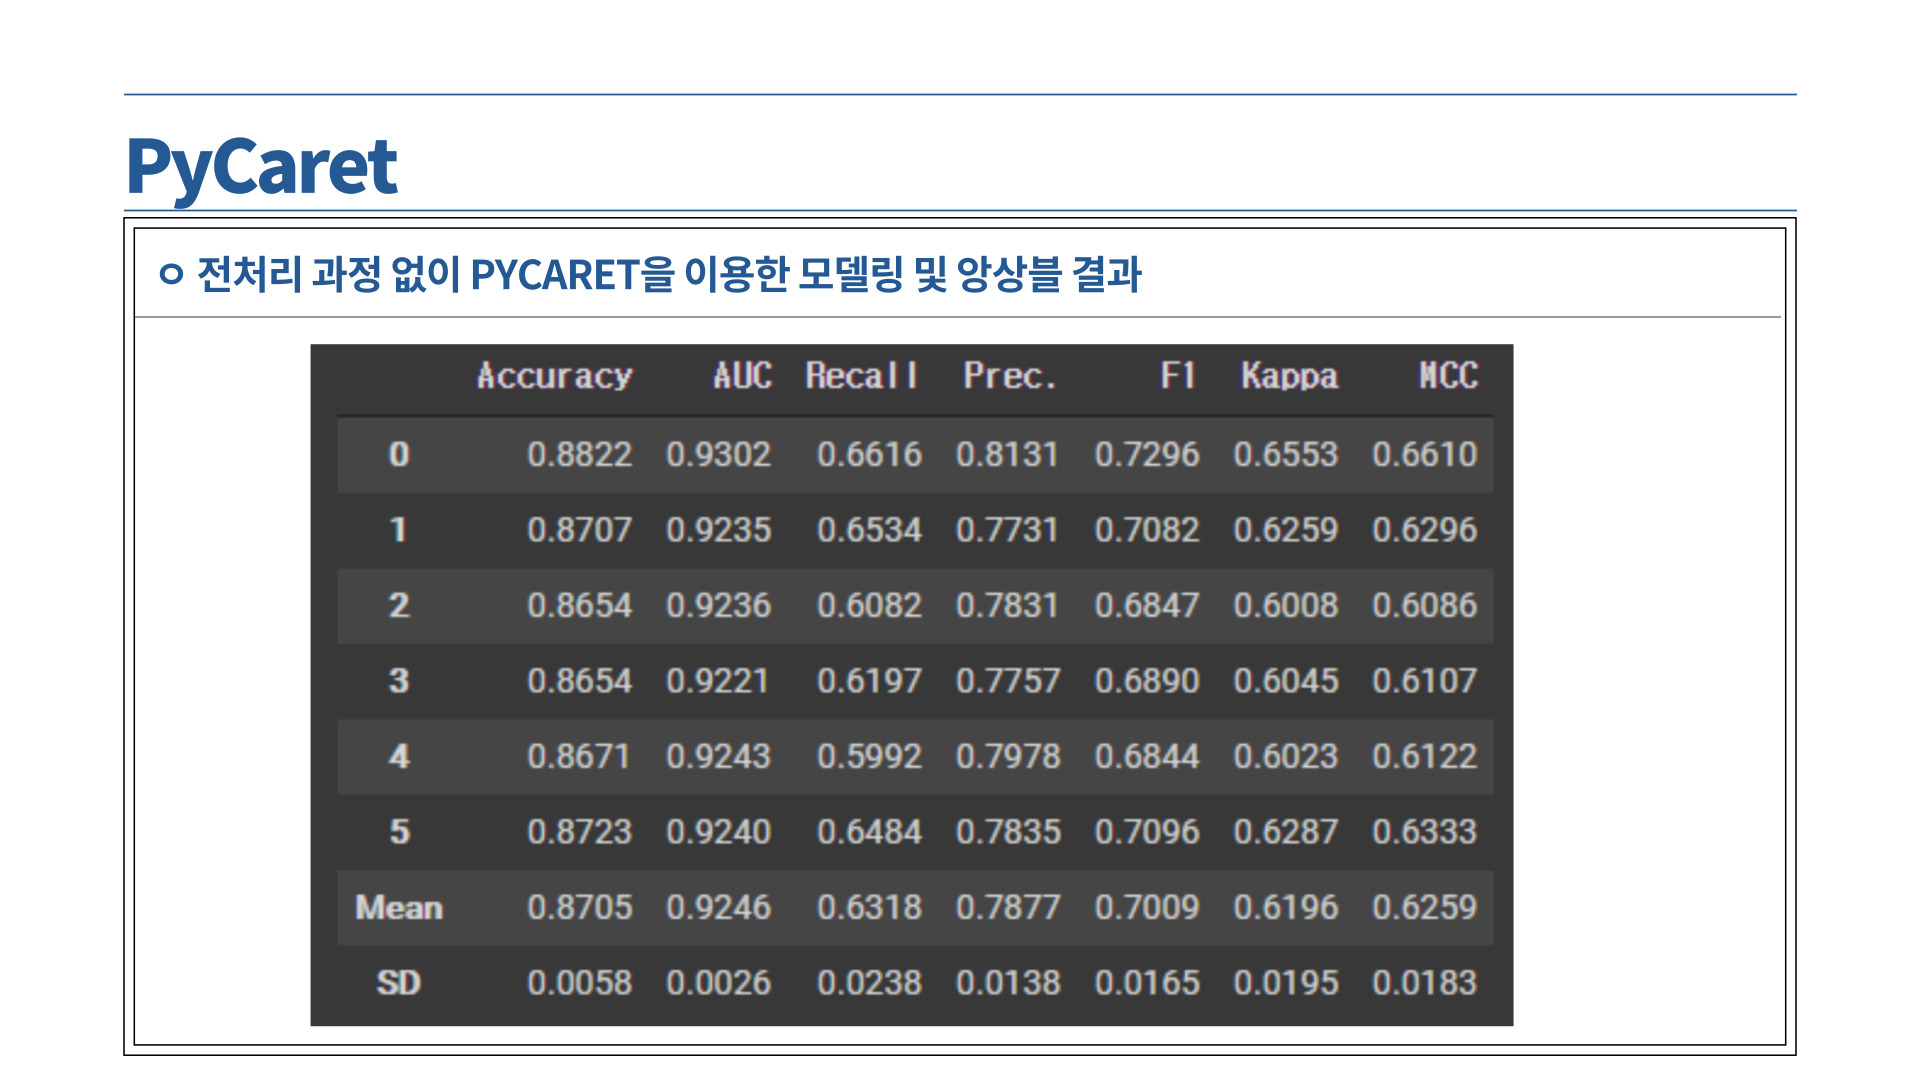 PyCaret
ㅇ 전처리 과정 없이 PYCARET을 이용한 모델링 및 앙상블 결과
Accuracy AUC Recall Prec. F1 Kappa MCC
0 0.8822 0.9302 0.6616 0.8131 0.7296 0.6553 0.6610
1 0.8707 0.9235 0.6534 0.7731 0.7082 0.6259 0.6296
2 0.8654 0.9236 0.6082 0.7831 0.6847 0.6008 0.6086
3 0.8654 0.9221 0.6197 0.7757 0.6890 0.6045 0.6107
4 0.8671 0.9243 0.5992 0.7978 0.6844 0.6023 0.6122
5 0.8723 0.9240 0.6484 0.7835 0.7096 0.6287 0.6333
Mean 0.8705 0.9246 0.6318 0.7877 0.7009 0.6196 0.6259
SD 0.0058 0.0026 0.0238 0.0138 0.0165 0.0195 0.0183